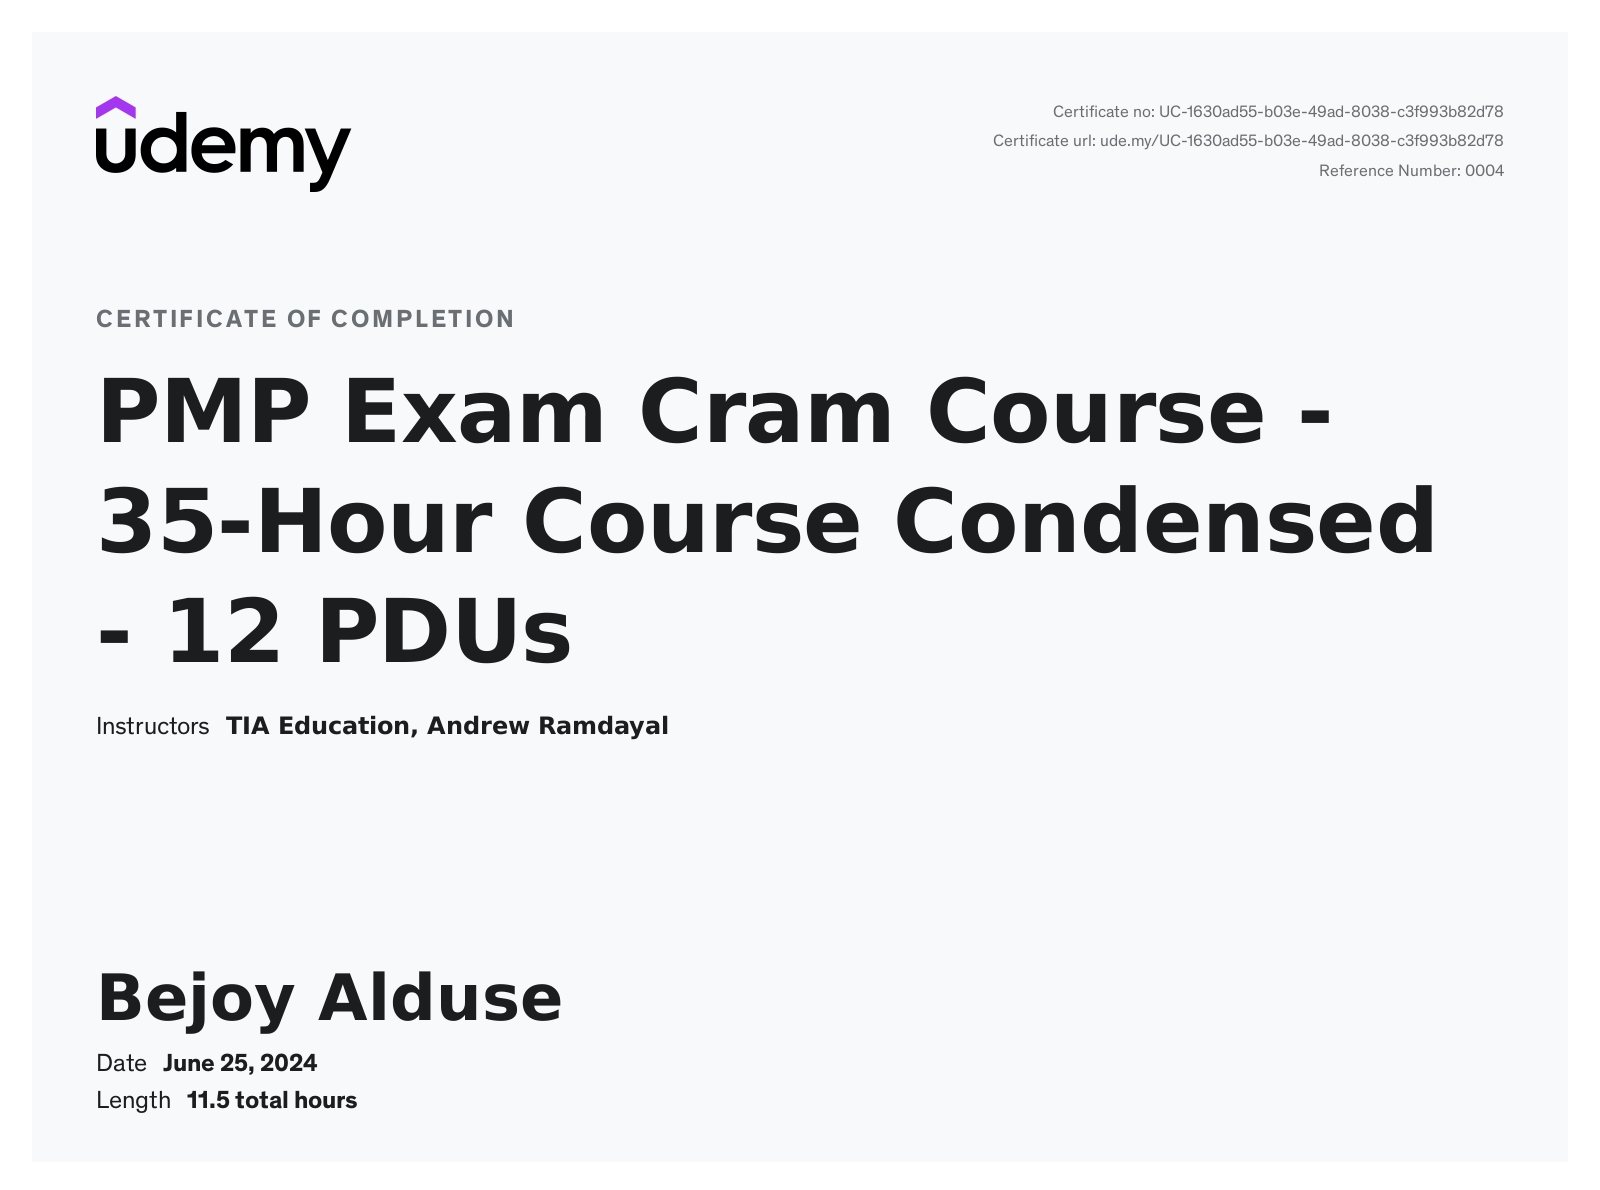 udemy
Certificate no: UC-1630ad55-b03e-49ad-8038-c3f993b82d78
Certificate url: ude.my/UC-1630ad55-b03e-49ad-8038-c3f993b82d78
Reference Number: 0004
CERTIFICATE OF COMPLETION
PMP Exam Cram Course -
35-Hour Course Condensed
- 12 PDUs
Instructors TIA Education, Andrew Ramdayal
Bejoy Alduse
Date June 25, 2024
Length 11.5 total hours